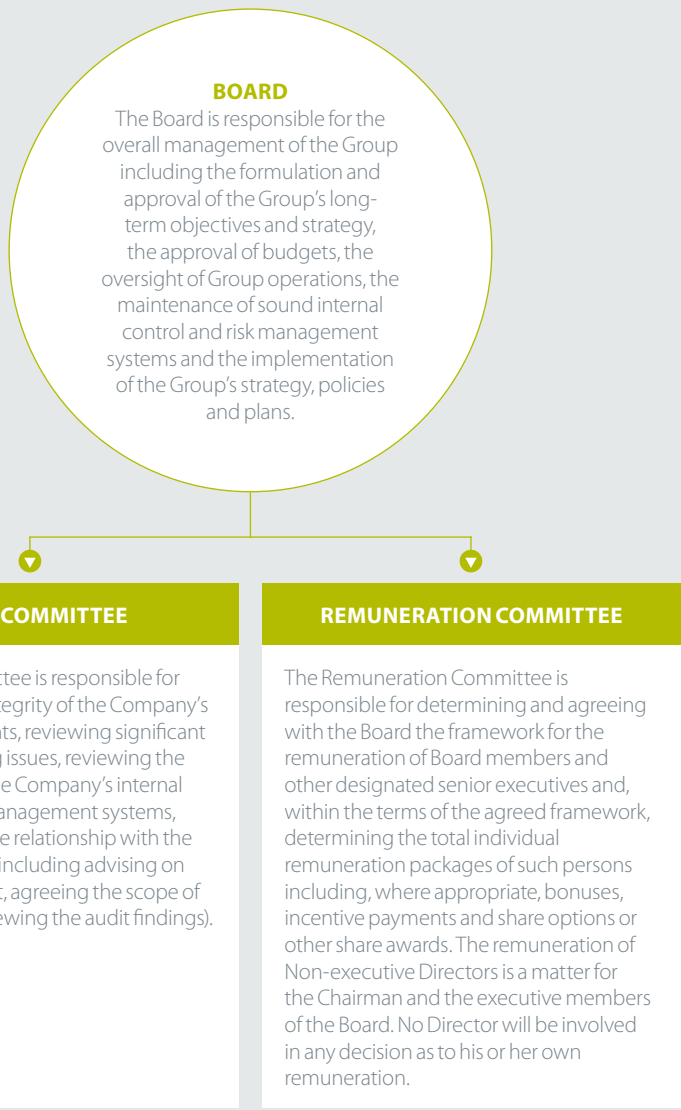 BOARD
The Board is responsible for the
overall management of the Group
including the formulation and
approval of the Group's long-
term objectives and strategy,
the approval of budgets, the
oversight of Group operations, the
maintenance of sound internal
control and risk management
systems and the implementation
of the Group's strategy, policies
and plans.
COMMITTEE
is responsible for
of the Company's
reviewing significant
issues, reviewing the
Company's internal
management systems,
relationship with the
including advising on
agreeing the scope of
the audit findings).
REMUNERATION COMMITTEE
The Remuneration Committee is
responsible for determining and agreeing
with the Board the framework for the
remuneration of Board members and
other designated senior executives and,
within the terms of the agreed framework,
determining the total individual
remuneration packages of such persons
including, where appropriate, bonuses,
incentive payments and share options or
other share awards. The remuneration of
Non-executive Directors is a matter for
the Chairman and the executive members
of the Board. No Director will be involved
in any decision as to his or her own
remuneration.